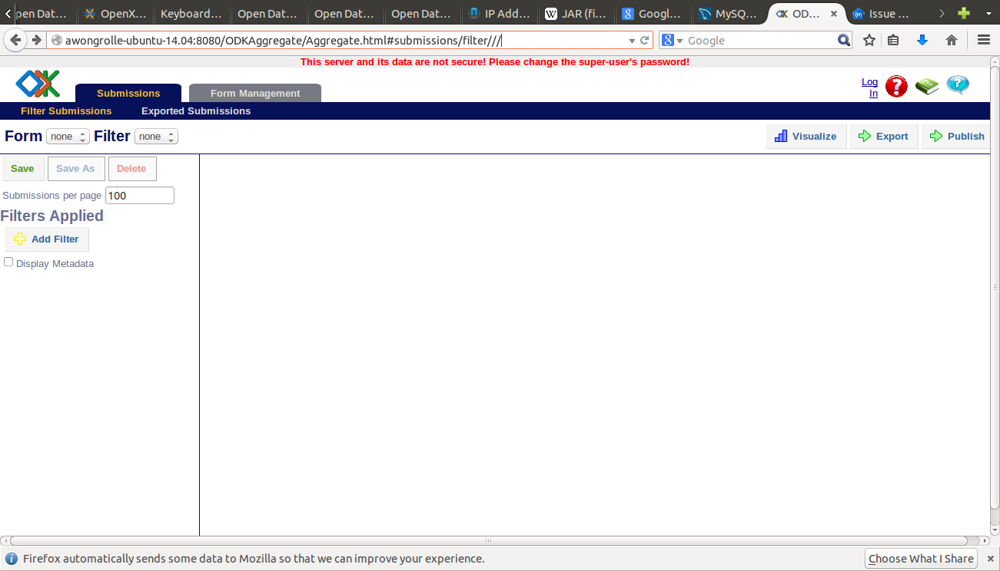 pen Dat... OpenX... Keyboard... Open Dat... Open Dat... Open Dat... IP Add... JAR (fi... Googl... MySQ... OD... Issue ...
awongrolle-ubuntu-14.04:8080/ODKAggregate/Aggregate.html#submissions/filter/// Google
This server and its data are not secure! Please change the super-user's password!
Submissions Form Management Log
In
Filter Submissions Exported Submissions
Form none Filter none Visualize Export Publish
Save Save As Delete
Submissions per page 100
Filters Applied
Add Filter
Display Metadata
Firefox automatically sends some data to Mozilla so that we can improve your experience. Choose What I Share